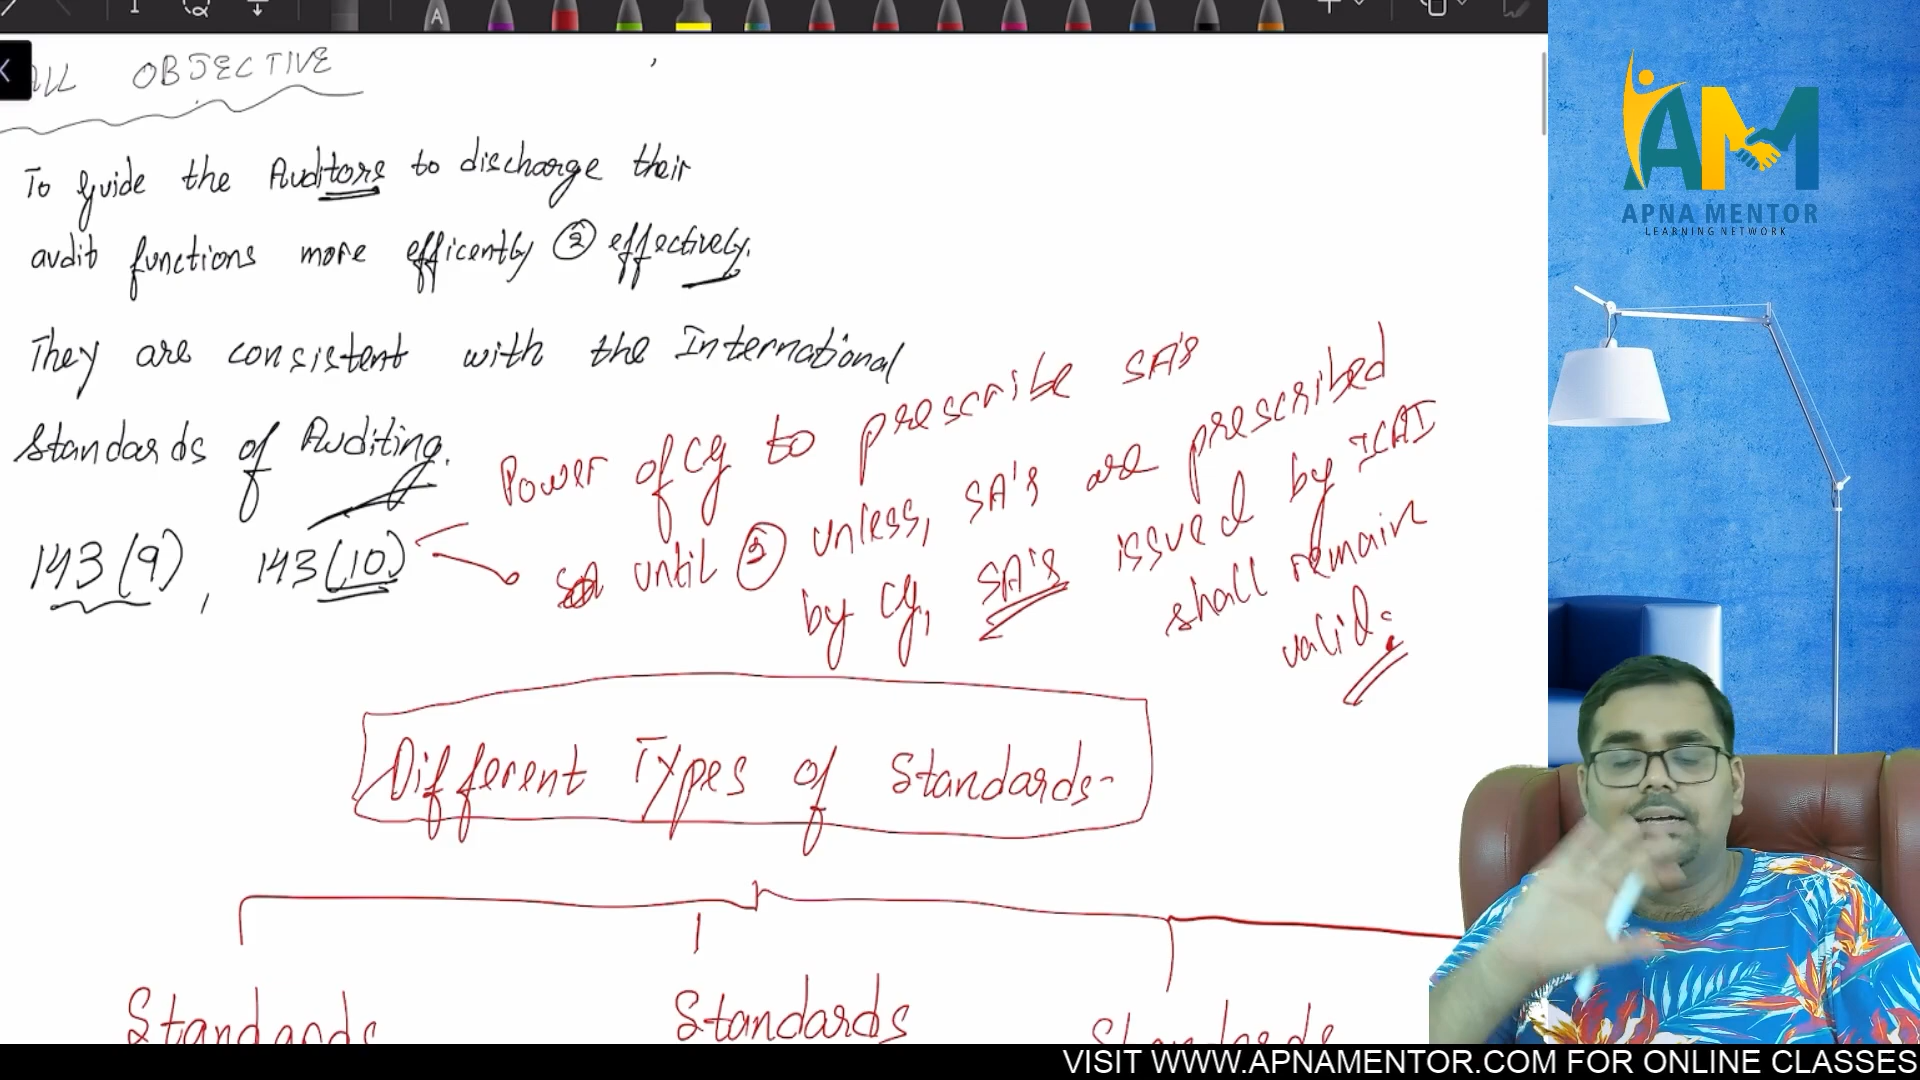 ALL OBJECTIVE
To guide the Auditors to discharge their
audit functions more efficently & effectively.
They are consistent with the International
Standards of Auditing.
143(9), 143(10)
Power of CG to prescribe SA's
until & unless, SA's are prescribed
by CG, SA's issued by ICAI
shall remain
valid.
Different Types of Standards-
Standards Standards Standards
AM
APNA MENTOR
LEARNING NETWORK
VISIT WWW.APNAMENTOR.COM FOR ONLINE CLASSES